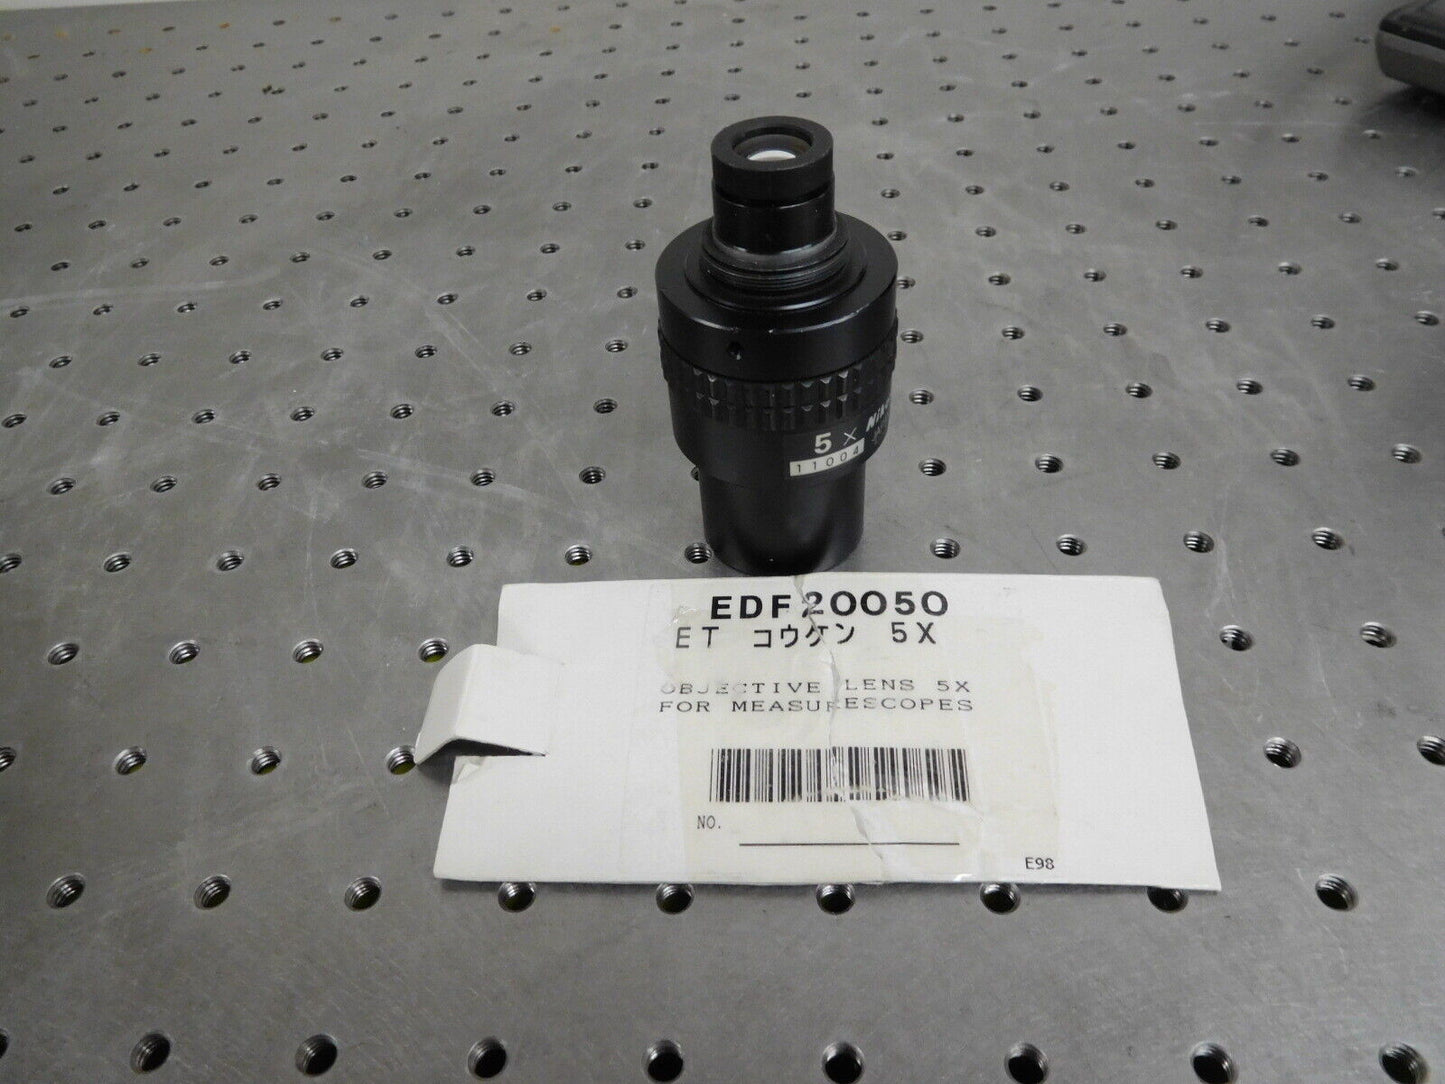 5×
11004
EDF20050
ET コウケン 5X
OBJECTIVE LENS 5X
FOR MEASURESCOPES
NO.
E98